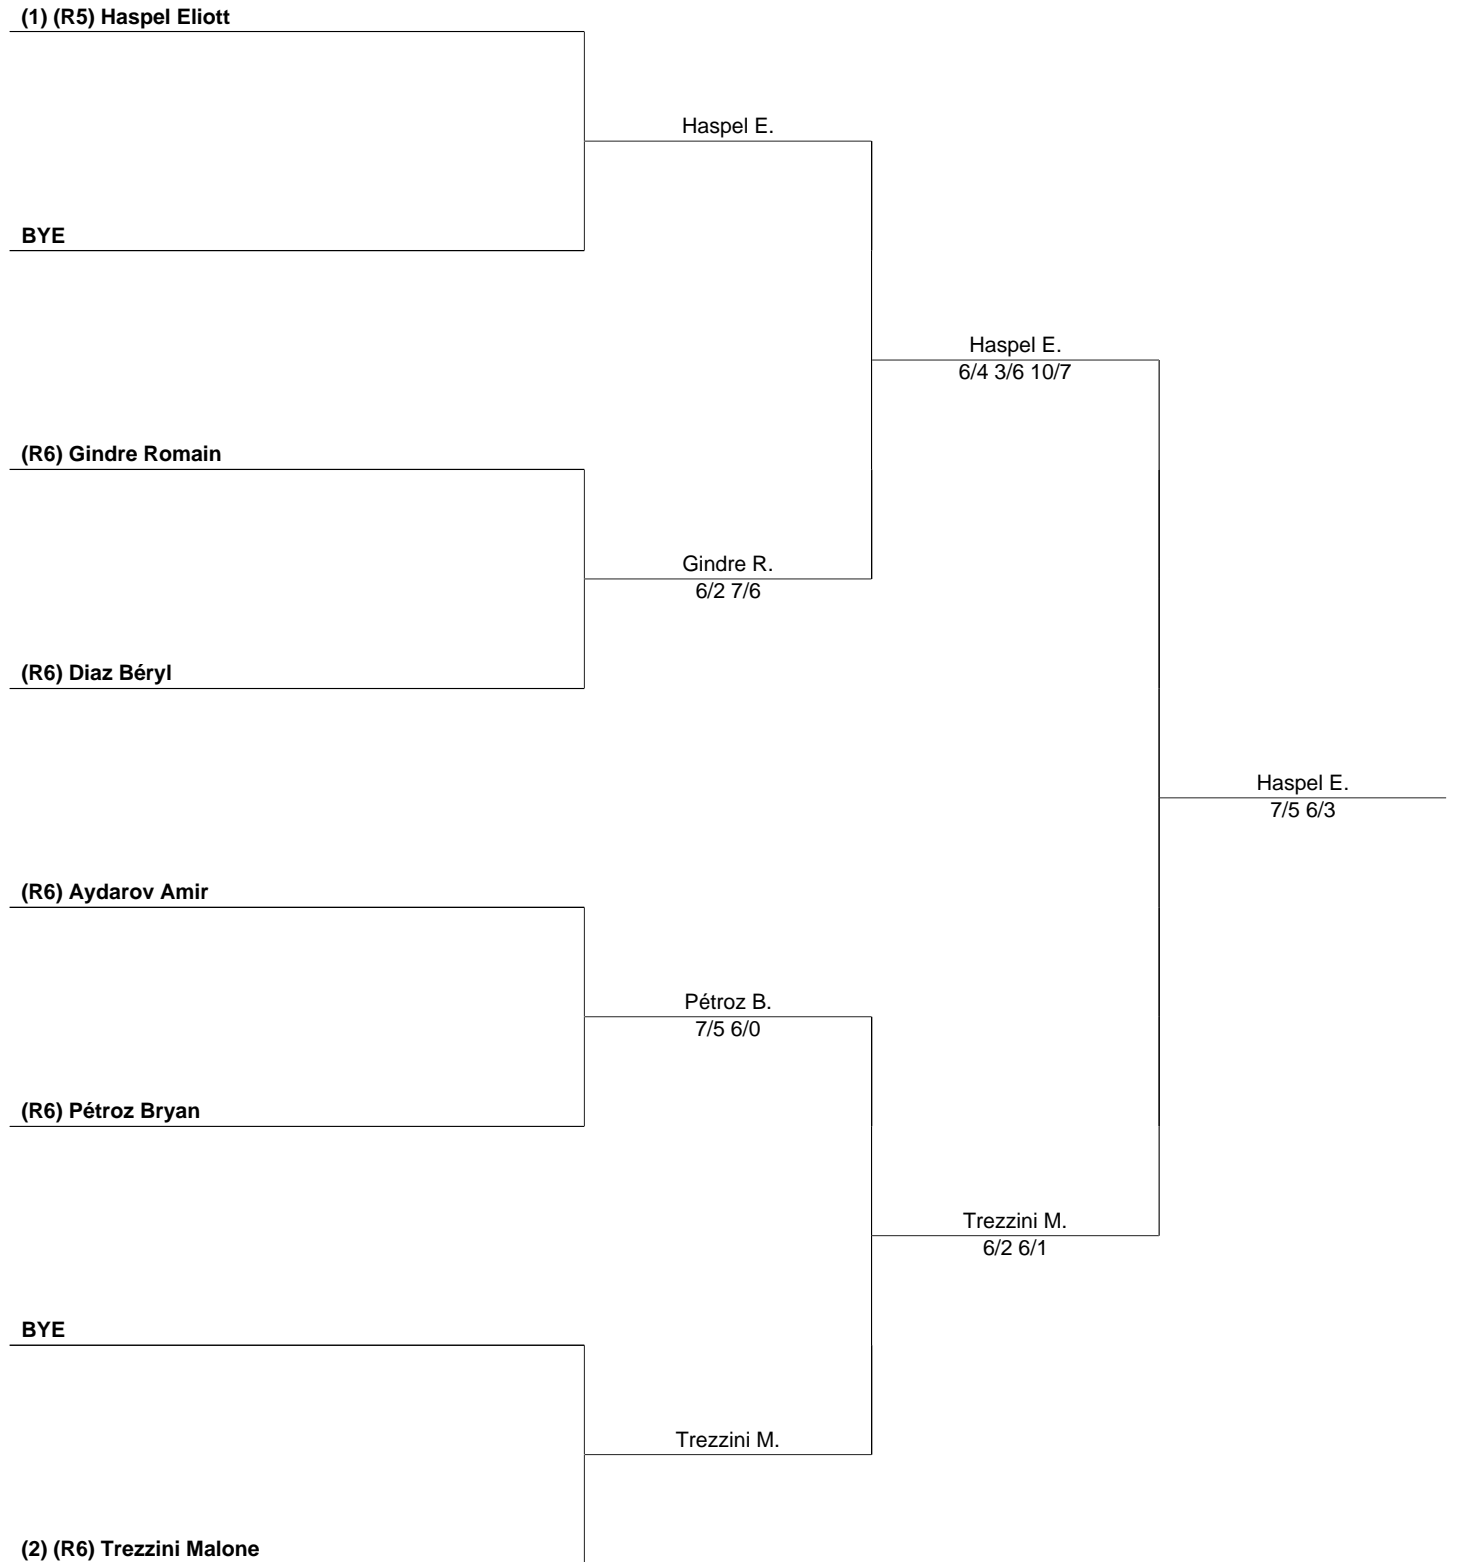 (1) (R5) Haspel Eliott
Haspel E.
BYE
Haspel E.
6/4 3/6 10/7
(R6) Gindre Romain
Gindre R.
6/2 7/6
(R6) Diaz Béryl
Haspel E.
7/5 6/3
(R6) Aydarov Amir
Pétroz B.
7/5 6/0
(R6) Pétroz Bryan
Trezzini M.
6/2 6/1
BYE
Trezzini M.
(2) (R6) Trezzini Malone